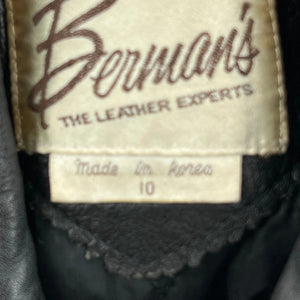 Berman's
THE LEATHER EXPERTS
Made in Korea
10